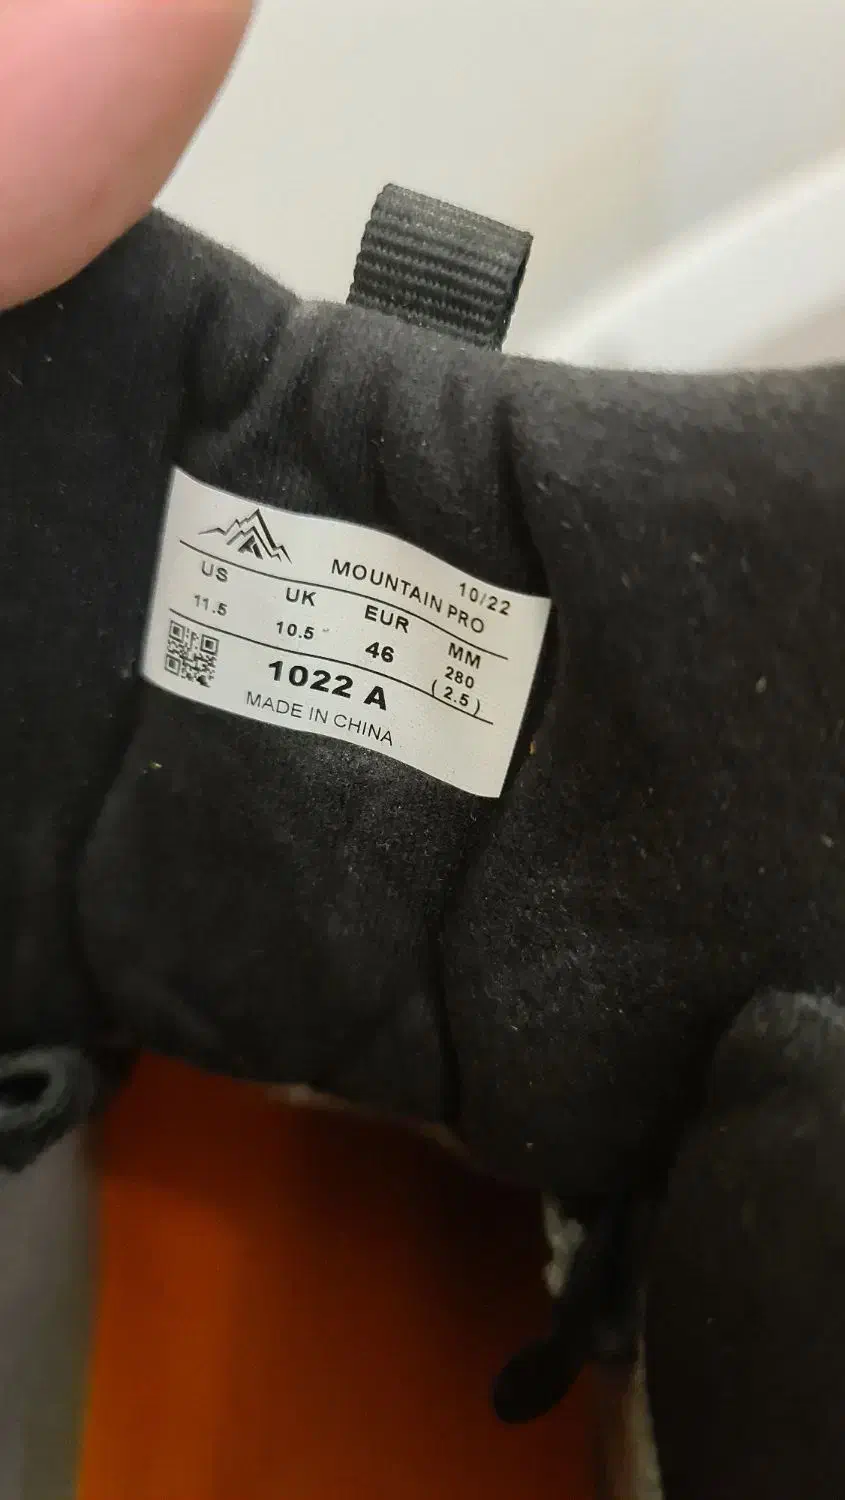 10/22
MOUNTAIN PRO
US UK EUR MM
11.5 10.5 46 280
(2.5)
1022 A
MADE IN CHINA